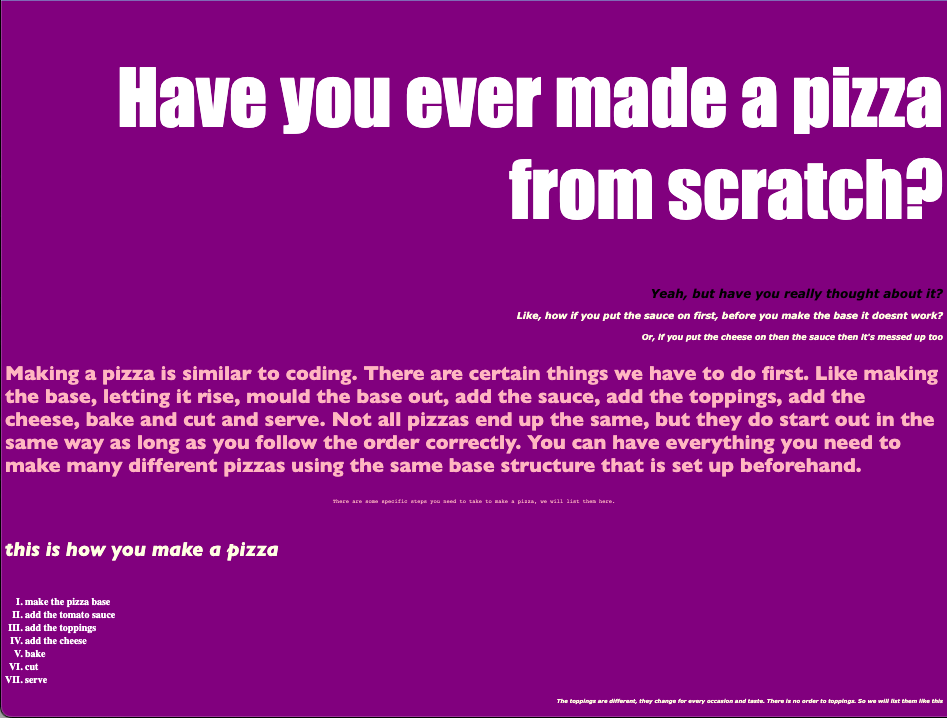 Have you ever made a pizza
from scratch?
Yeah, but have you really thought about it?
Like, how if you put the sauce on first, before you make the base it doesnt work?
Or, if you put the cheese on then the sauce then it's messed up too
Making a pizza is similar to coding. There are certain things we have to do first. Like making
the base, letting it rise, mould the base out, add the sauce, add the toppings, add the
cheese, bake and cut and serve. Not all pizzas end up the same, but they do start out in the
same way as long as you follow the order correctly. You can have everything you need to
make many different pizzas using the same base structure that is set up beforehand.
There are some specific steps you need to take to make a pizza, we will list them here.
this is how you make a pizza
I. make the pizza base
II. add the tomato sauce
III. add the toppings
IV. add the cheese
V. bake
VI. cut
VII. serve
The toppings are different, they change for every occasion and taste. There is no order to toppings. So we will list them like this